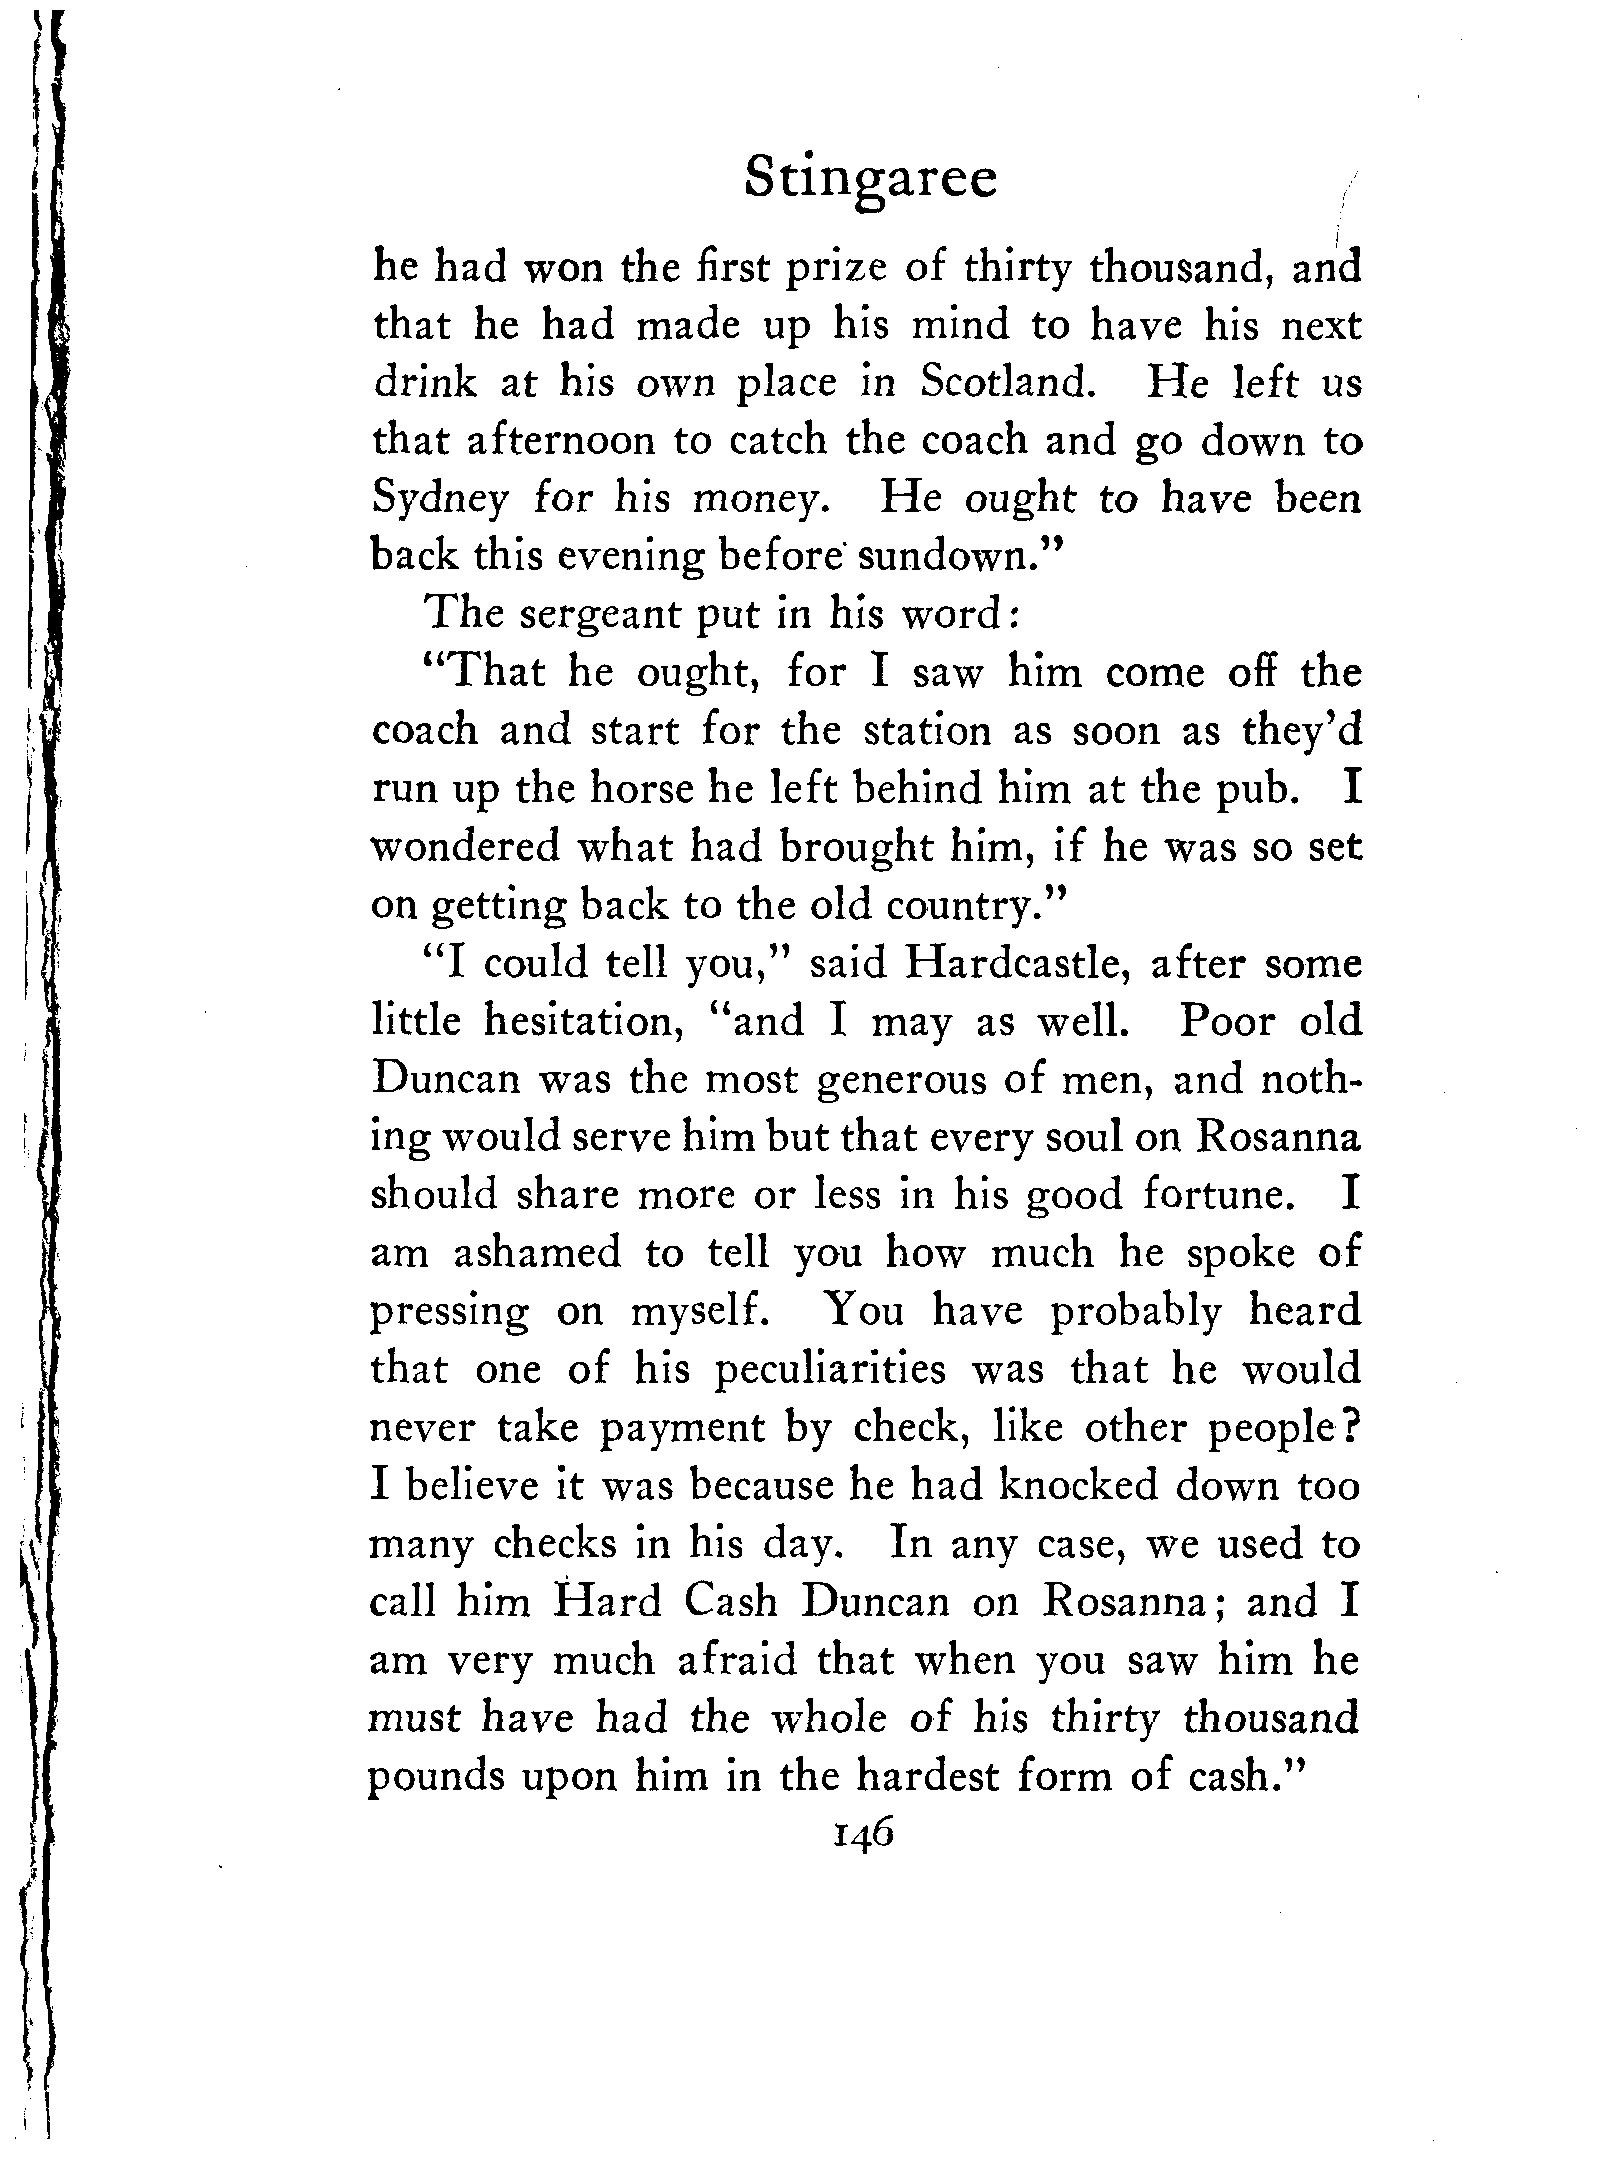 Stingaree
he had won the first prize of thirty thousand, and
that he had made up his mind to have his next
drink at his own place in Scotland. He left us
that afternoon to catch the coach and go down to
Sydney for his money. He ought to have been
back this evening before sundown."
The sergeant put in his word:
"That he ought, for I saw him come off the
coach and start for the station as soon as they'd
run up the horse he left behind him at the pub. I
wondered what had brought him, if he was so set
on getting back to the old country."
"I could tell you," said Hardcastle, after some
little hesitation, "and I may as well. Poor old
Duncan was the most generous of men, and noth-
ing would serve him but that every soul on Rosanna
should share more or less in his good fortune. I
am ashamed to tell you how much he spoke of
pressing on myself. You have probably heard
that one of his peculiarities was that he would
never take payment by check, like other people?
I believe it was because he had knocked down too
many checks in his day. In any case, we used to
call him Hard Cash Duncan on Rosanna; and I
am very much afraid that when you saw him he
must have had the whole of his thirty thousand
pounds upon him in the hardest form of cash."
146